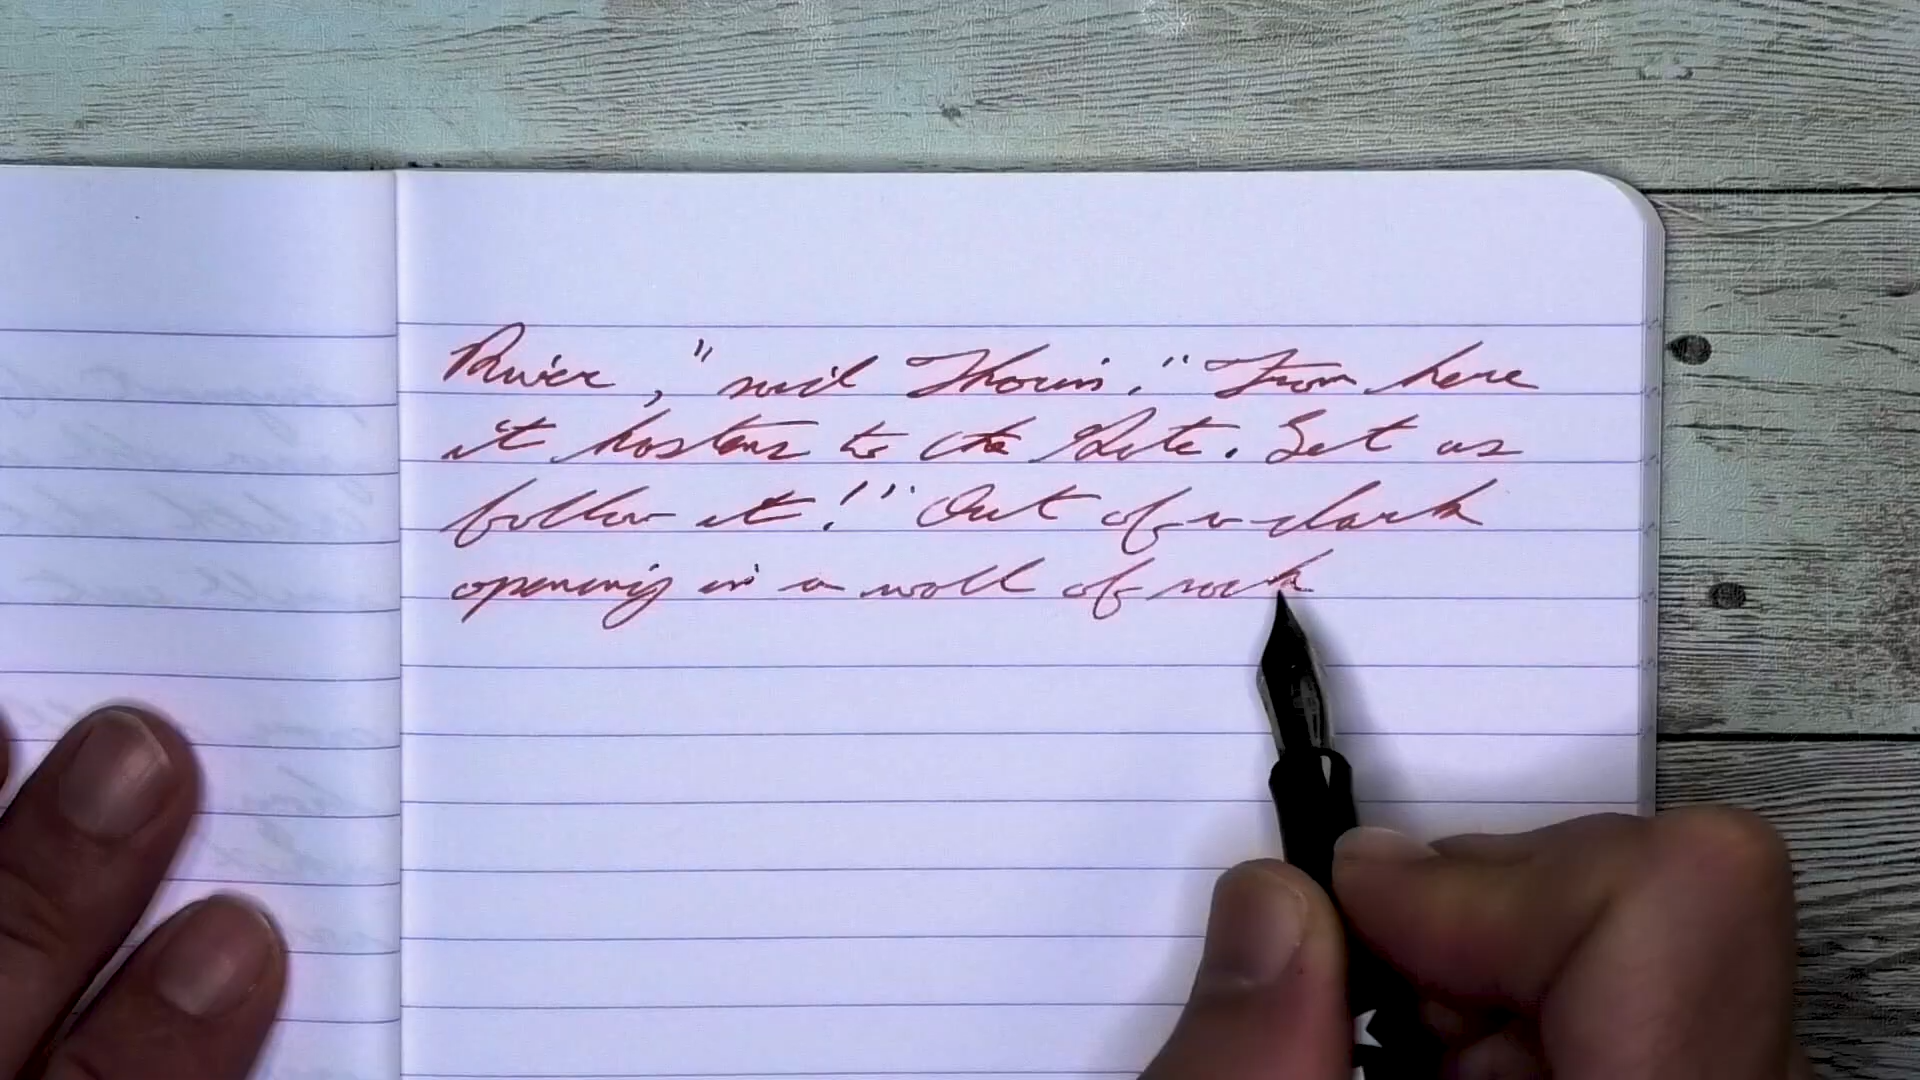 River," said Thorin. "From here
it hastens to the Gate. Let us
follow it!" Out of a dark
opening in a wall of rock